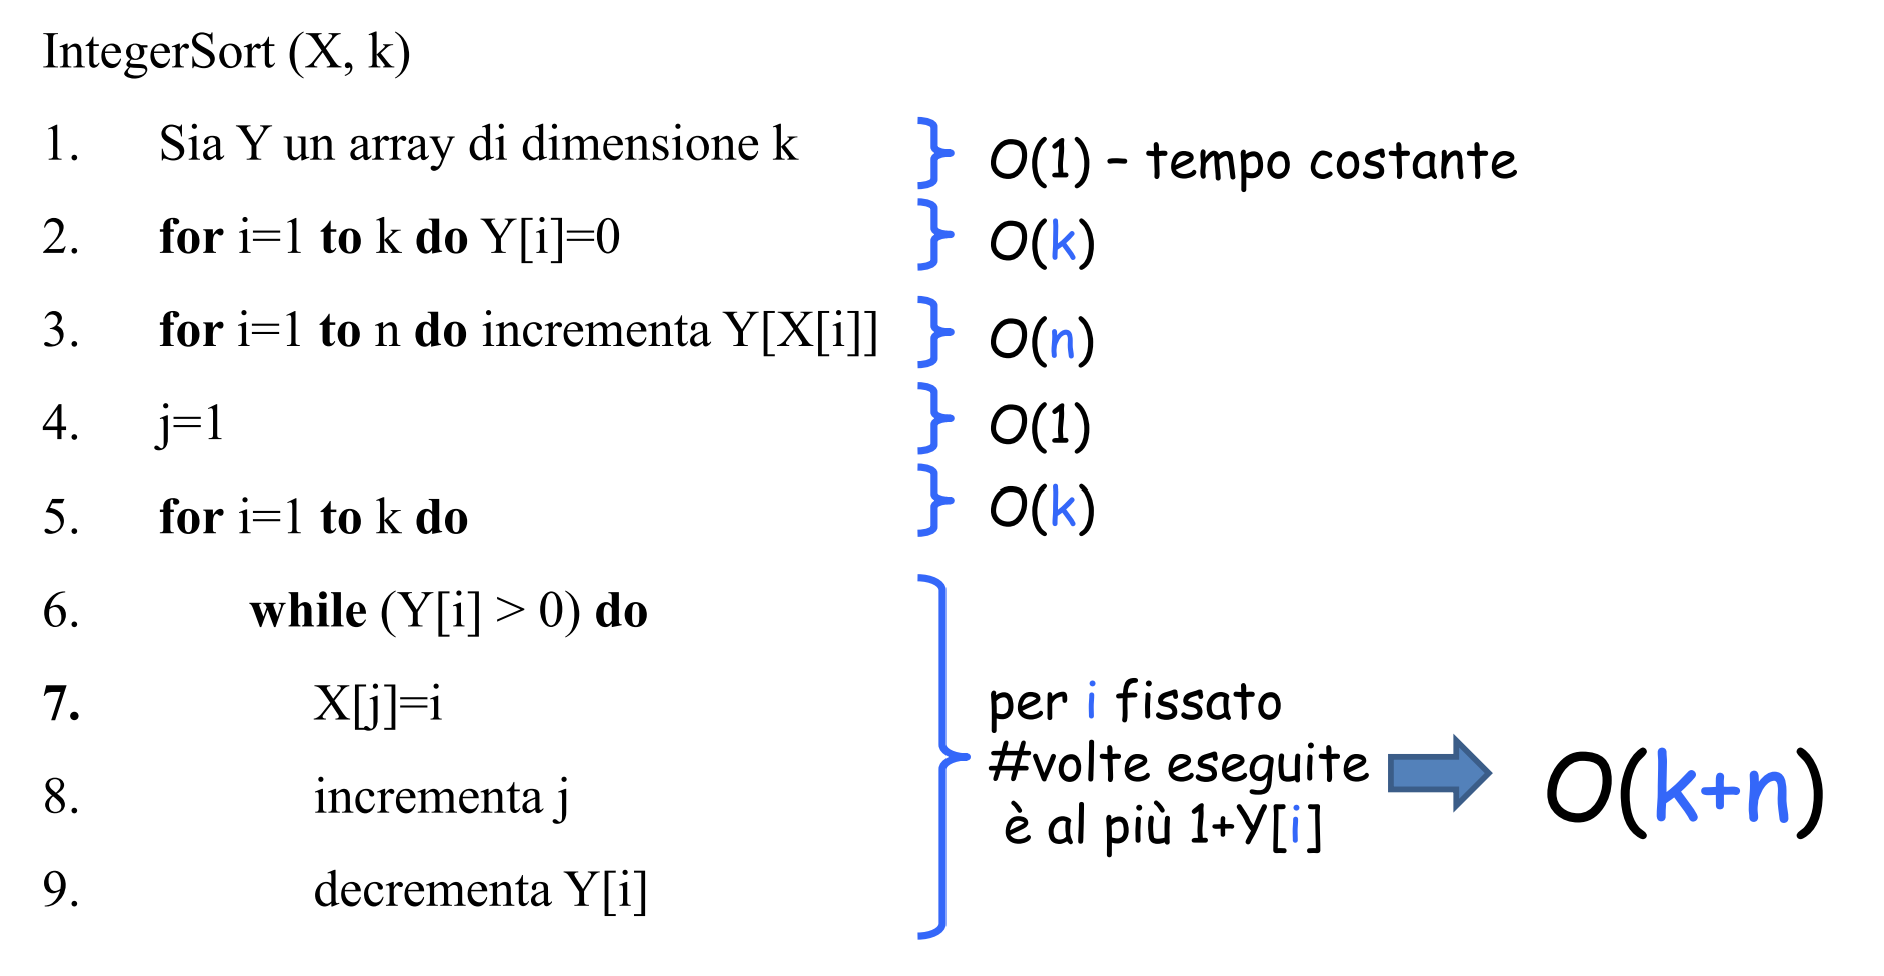 IntegerSort (X, k)
1. Sia Y un array di dimensione k
O(1) – tempo costante
2. for i=1 to k do Y[i]=0
O(k)
3. for i=1 to n do incrementa Y[X[i]]
O(n)
4. j=1
O(1)
5. for i=1 to k do
O(k)
6. while (Y[i] > 0) do
7. X[j]=i
8. incrementa j
9. decrementa Y[i]
per i fissato
#volte eseguite
è al più 1+Y[i]
O(k+n)